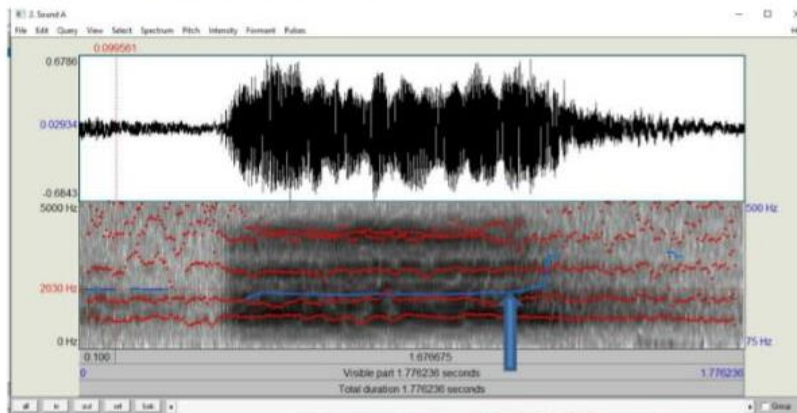 2. Sound A
File Edit Query View Select Spectrum Pitch Intensity Formant Pulses
0.099561
0.6786
0.02934
-0.6843
5000 Hz
500 Hz
2030 Hz
0 Hz
75 Hz
0.100 1.676675
0 Visible part 1.776236 seconds 1.776236
Total duration 1.776236 seconds
all in out sel bak
Group